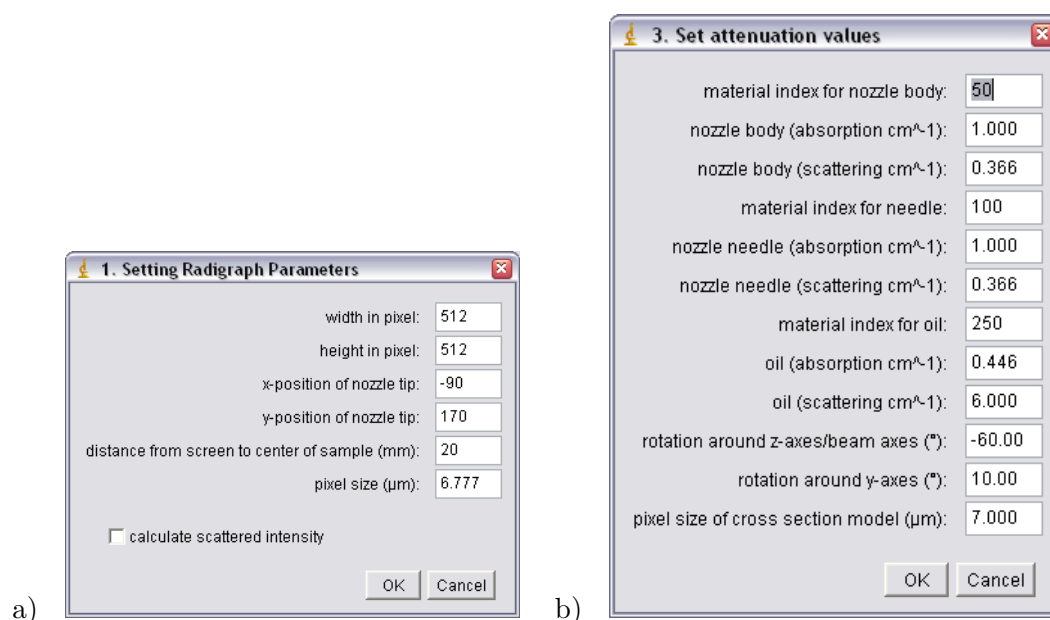 1. Setting Radigraph Parameters
width in pixel: 512
height in pixel: 512
x-position of nozzle tip: -90
y-position of nozzle tip: 170
distance from screen to center of sample (mm): 20
pixel size (µm): 6.777
calculate scattered intensity
OK Cancel
a)
3. Set attenuation values
material index for nozzle body: 50
nozzle body (absorption cm^-1): 1.000
nozzle body (scattering cm^-1): 0.366
material index for needle: 100
nozzle needle (absorption cm^-1): 1.000
nozzle needle (scattering cm^-1): 0.366
material index for oil: 250
oil (absorption cm^-1): 0.446
oil (scattering cm^-1): 6.000
rotation around z-axes/beam axes (°): -60.00
rotation around y-axes (°): 10.00
pixel size of cross section model (µm): 7.000
OK Cancel
b)